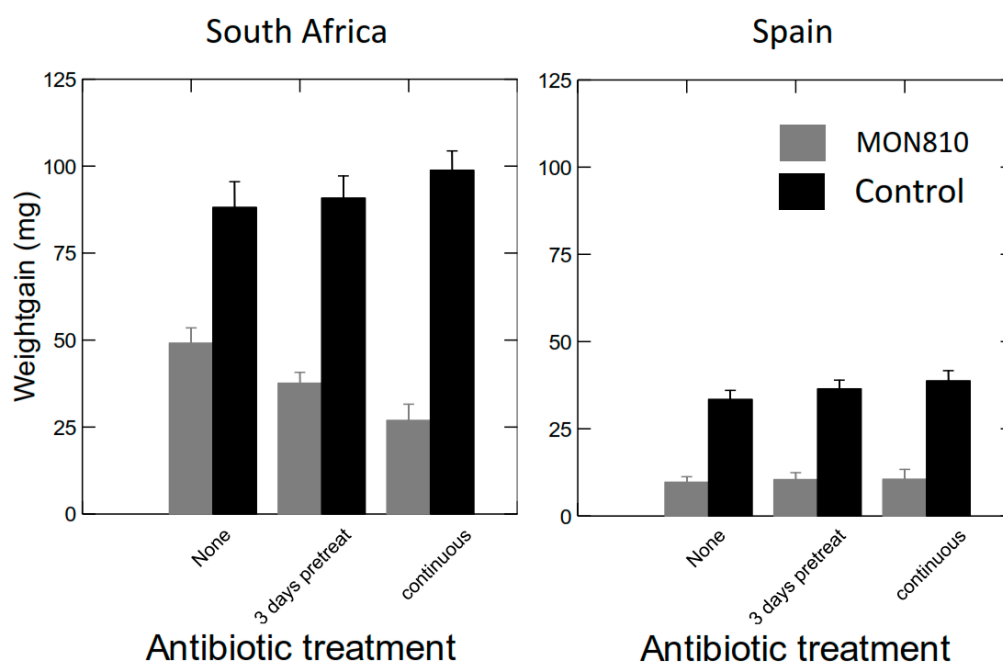 South Africa
Spain
Weightgain (mg)
125
100
75
50
25
0
None
3 days pretreat
continuous
Antibiotic treatment
125
100
75
50
25
0
MON810
Control
None
3 days pretreat
continuous
Antibiotic treatment